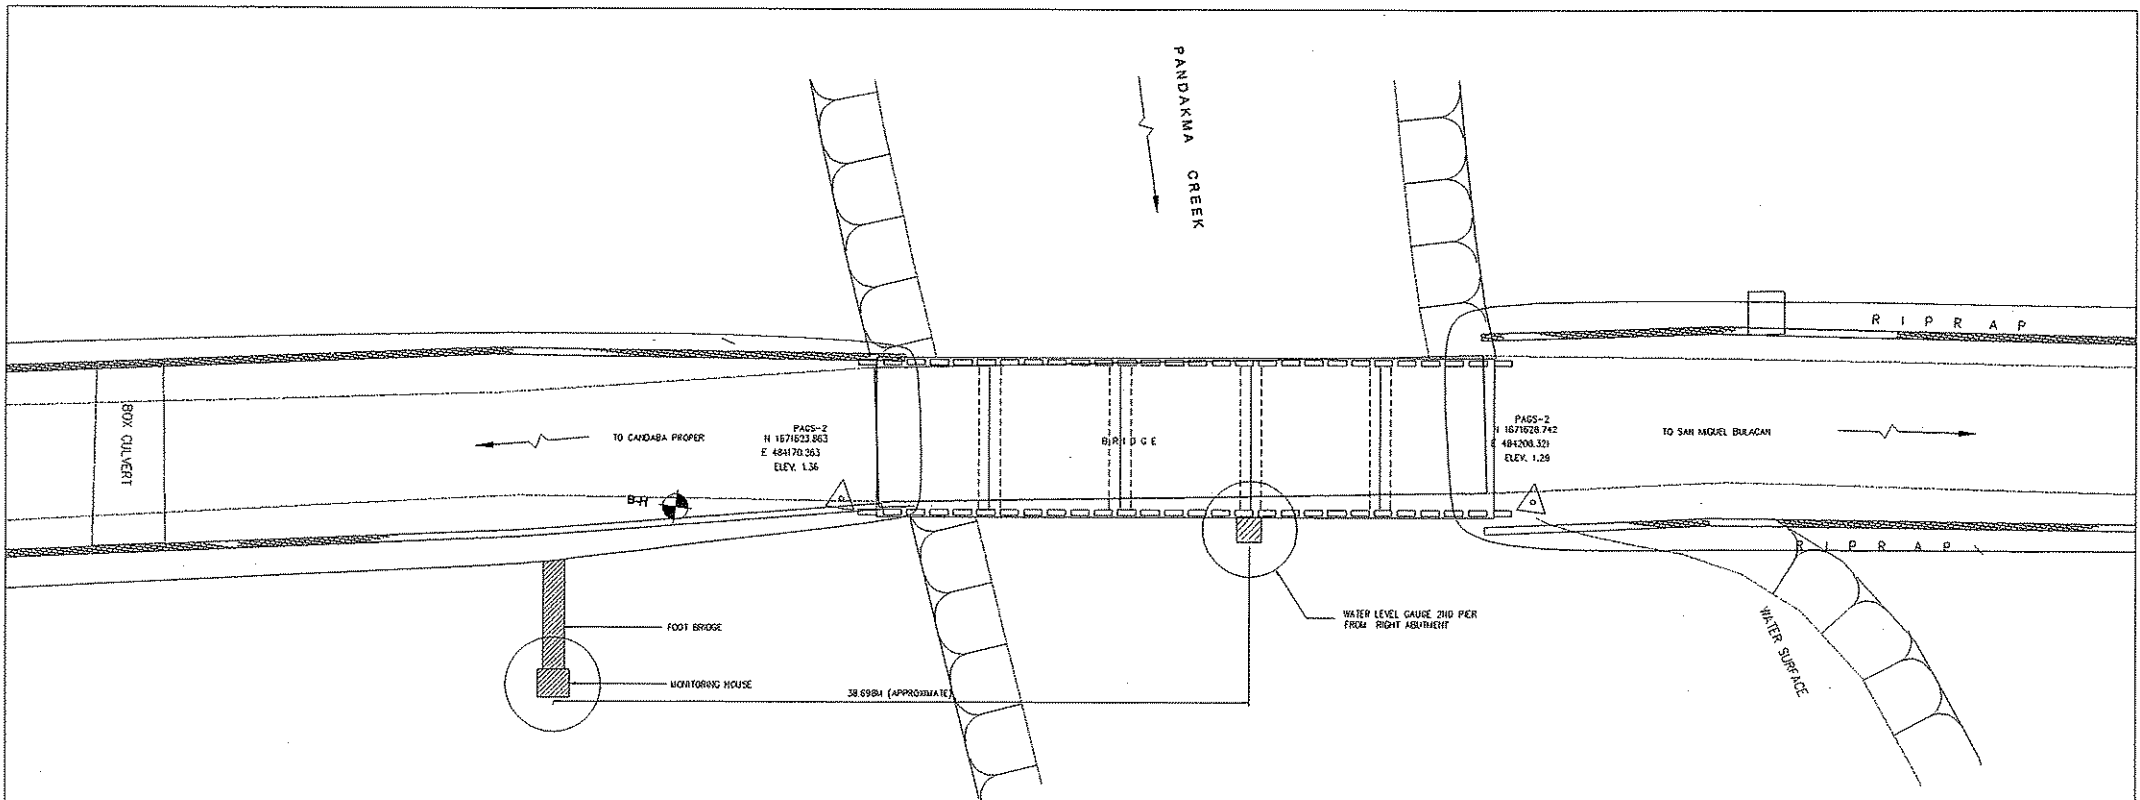 PANDAKMA CREEK
RIPRAP
BOX CULVERT
TO CANDABA PROPER
PAGS-2
N 1671623.863
E 484170.263
ELEV. 1.36
BRIDGE
PAGS-2
N 1671628.742
E 484208.321
ELEV. 1.29
TO SAN MIGUEL BULACAN
B-H
RIPRAP
FOOT BRIDGE
WATER LEVEL GAUGE 2ND PIER
FROM RIGHT ABUTMENT
WATER SURFACE
MONITORING HOUSE
38.698M (APPROXIMATE)